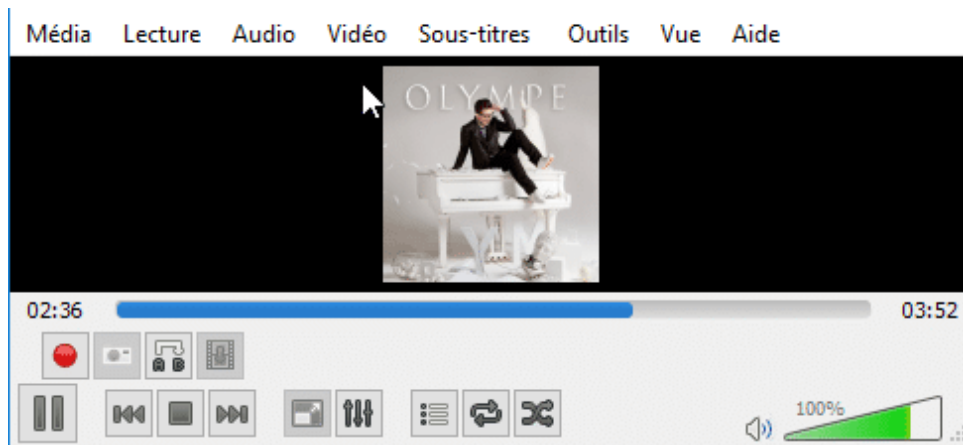 Média Lecture Audio Vidéo Sous-titres Outils Vue Aide
OLYMPE
02:36 03:52
A B
100%